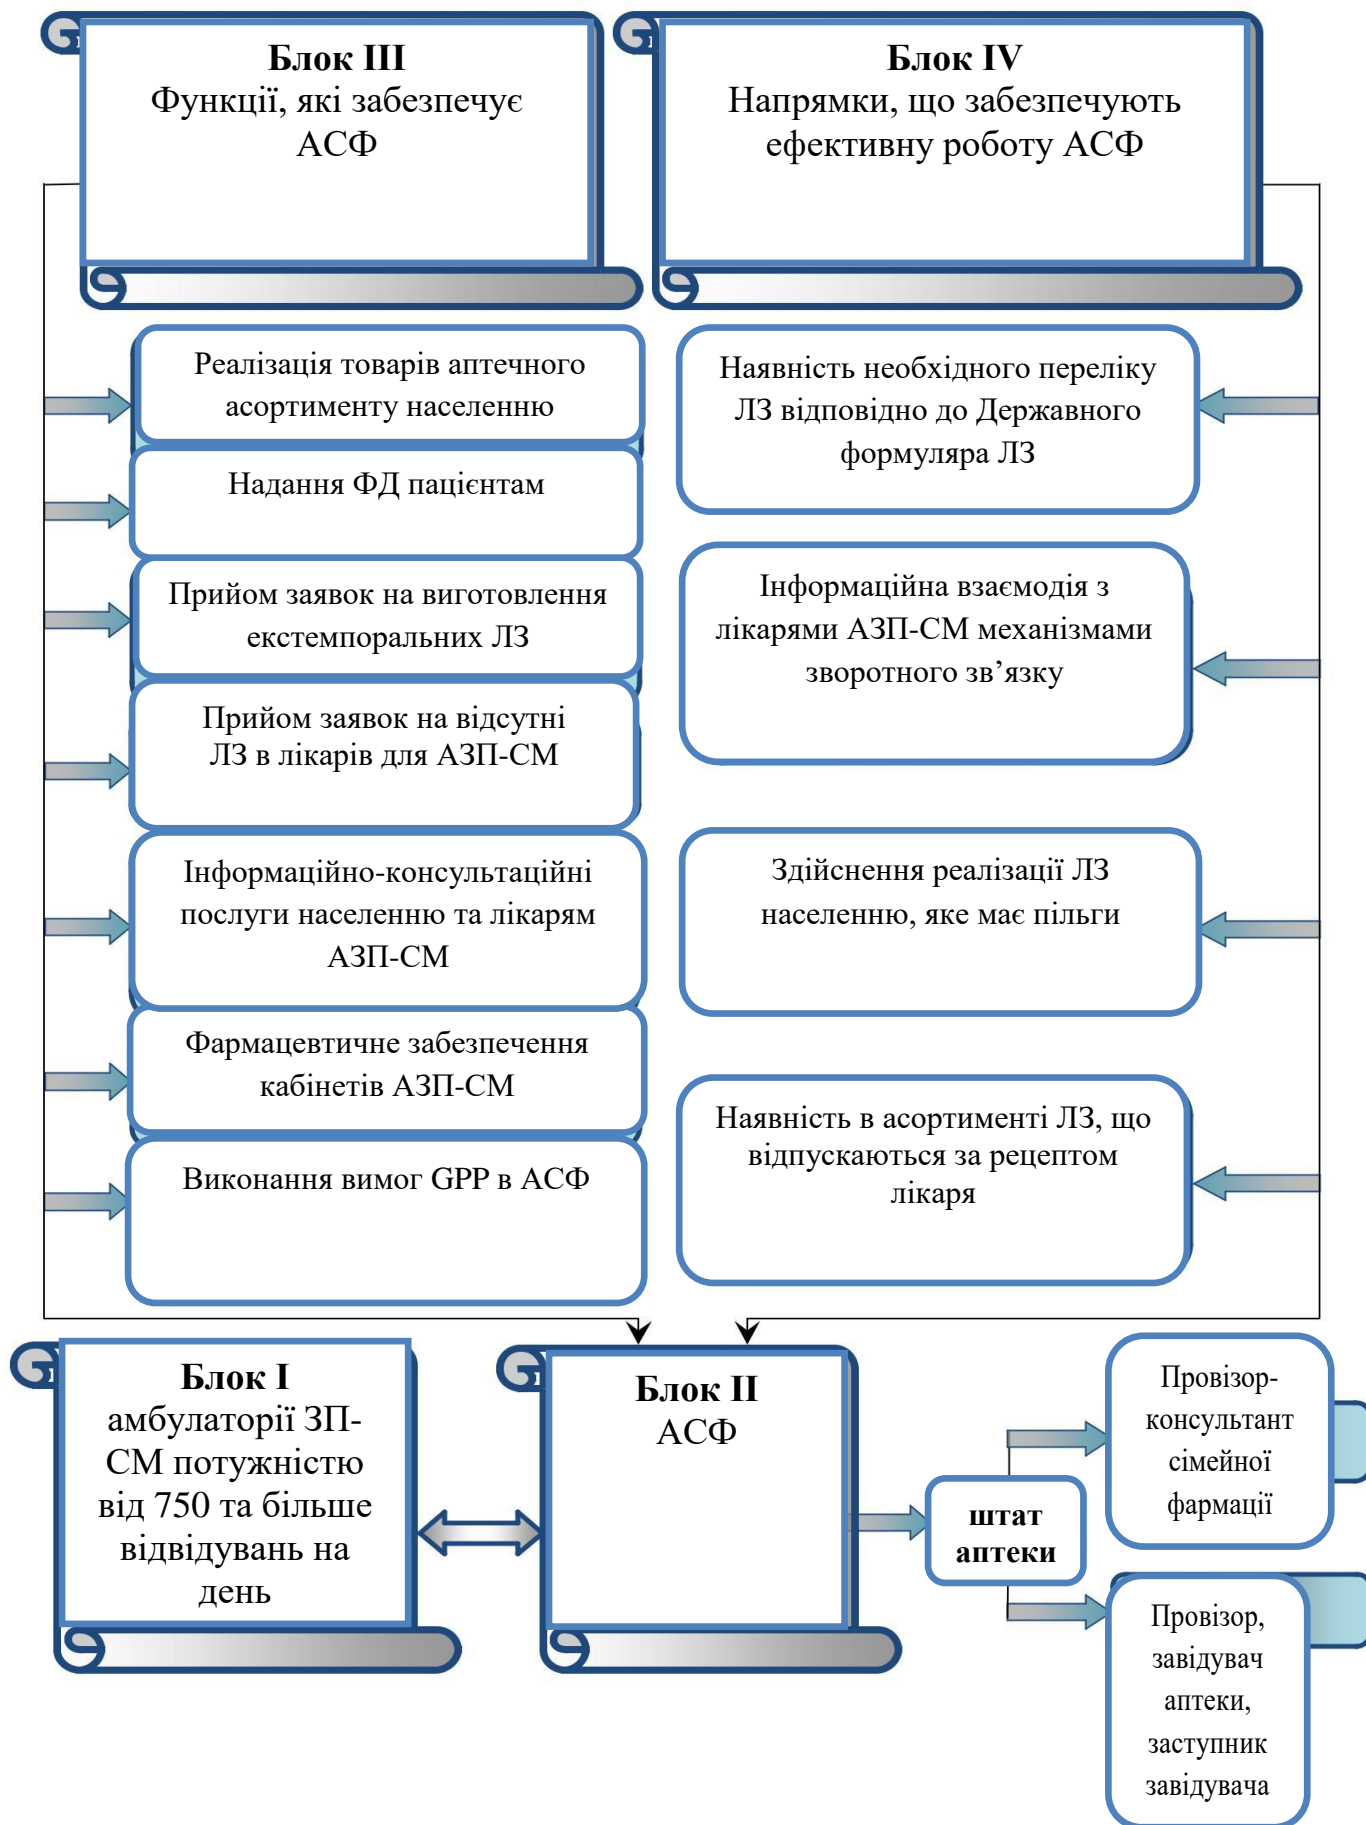 Блок III
Функції, які забезпечує
АСФ
Блок IV
Напрямки, що забезпечують
ефективну роботу АСФ
Реалізація товарів аптечного
асортименту населенню
Надання ФД пацієнтам
Прийом заявок на виготовлення
екстемпоральних ЛЗ
Прийом заявок на відсутні
ЛЗ в лікарів для АЗП-СМ
Інформаційно-консультаційні
послуги населенню та лікарям
АЗП-СМ
Фармацевтичне забезпечення
кабінетів АЗП-СМ
Виконання вимог GPP в АСФ
Наявність необхідного переліку
ЛЗ відповідно до Державного
формуляра ЛЗ
Інформаційна взаємодія з
лікарями АЗП-СМ механізмами
зворотного зв’язку
Здійснення реалізації ЛЗ
населенню, яке має пільги
Наявність в асортименті ЛЗ, що
відпускаються за рецептом
лікаря
Блок I
амбулаторії ЗП-
СМ потужністю
від 750 та більше
відвідувань на
день
Блок II
АСФ
штат
аптеки
Провізор-
консультант
сімейної
фармації
Провізор,
завідувач
аптеки,
заступник
завідувача